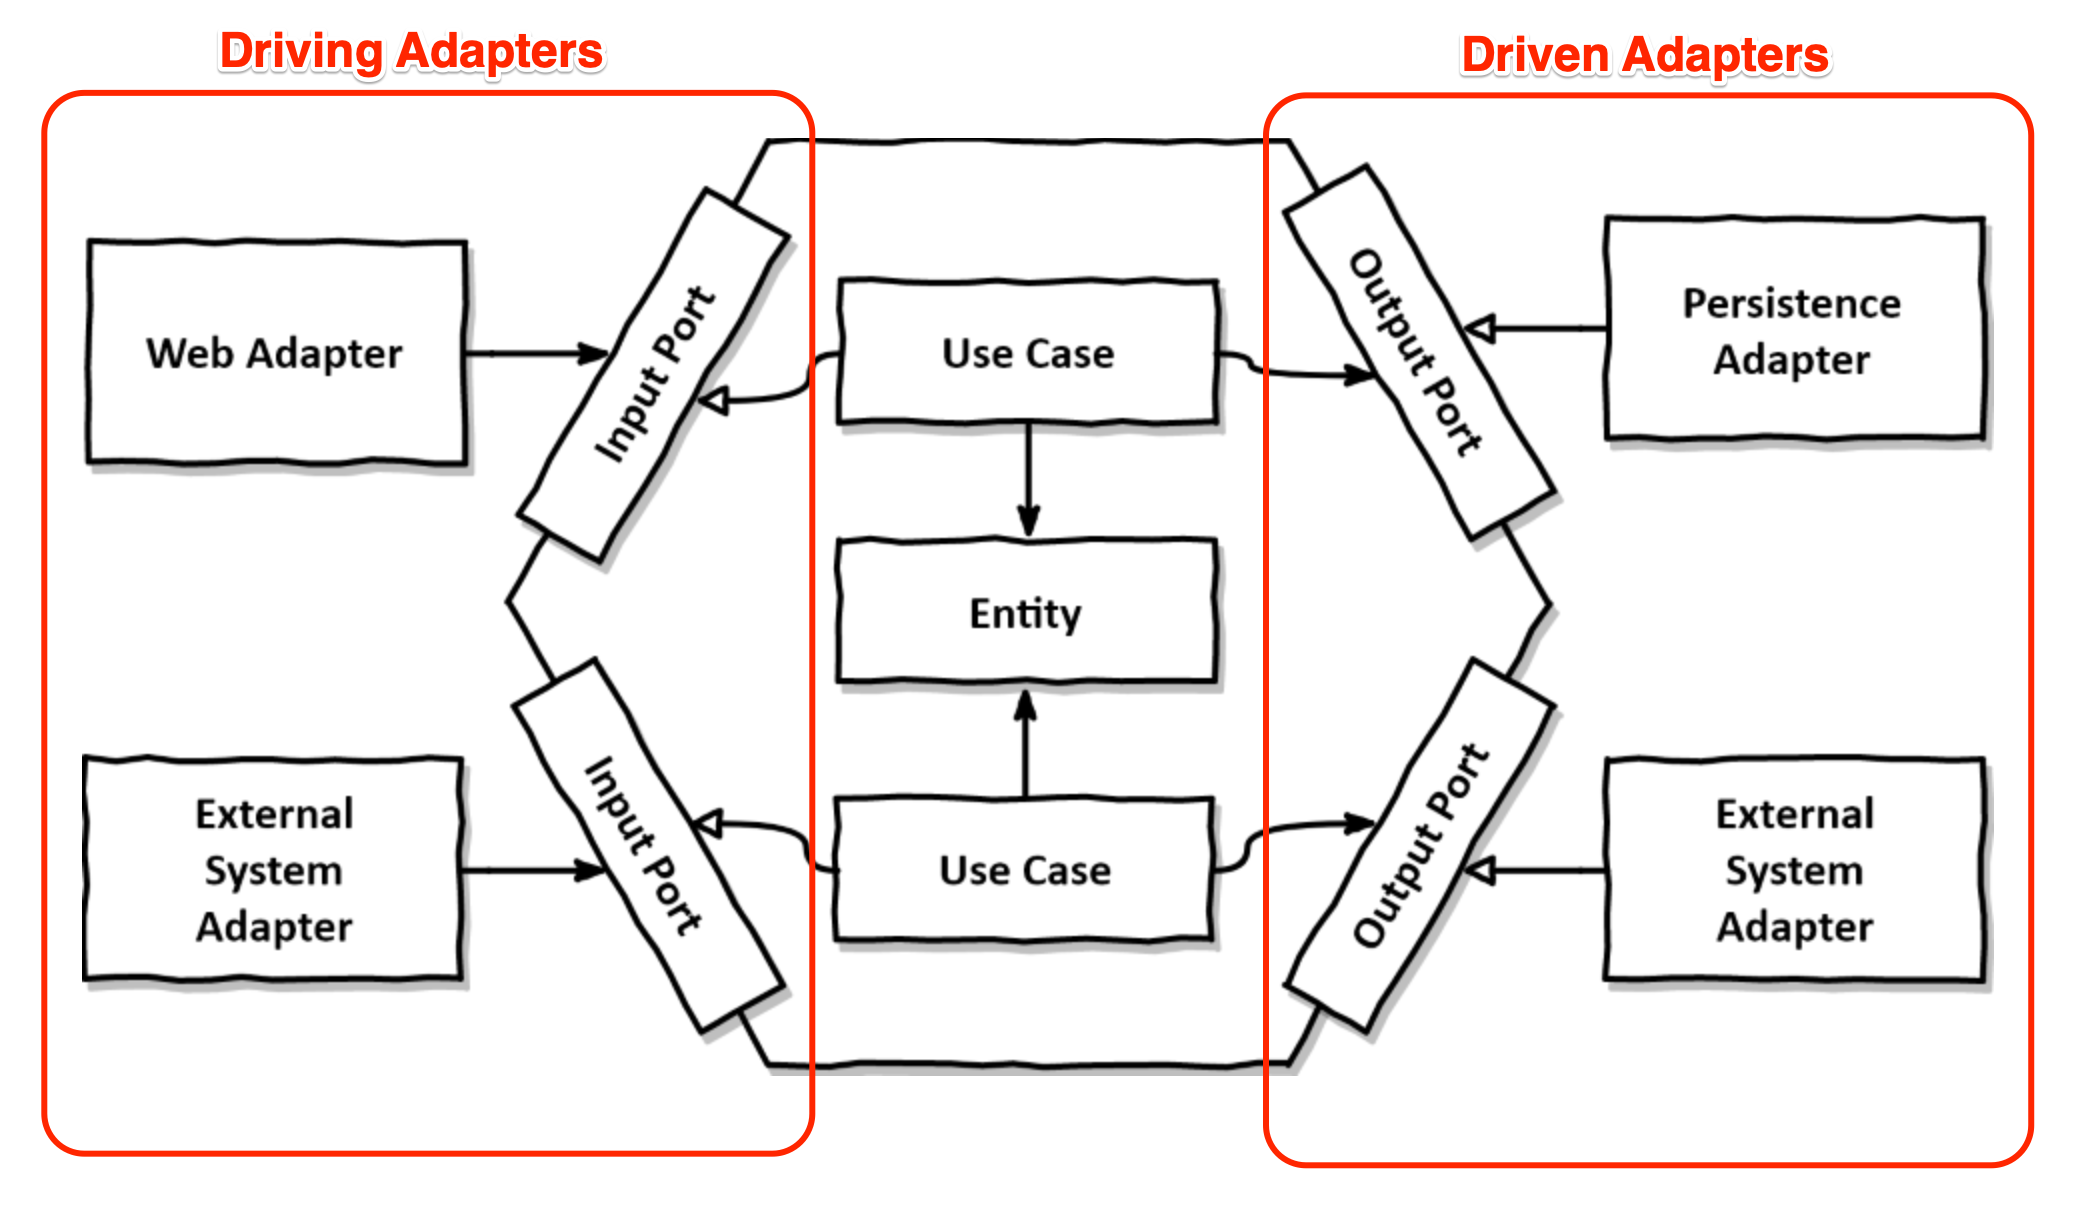 Driving Adapters
Driven Adapters
Web Adapter
Input Port
Use Case
Output Port
Persistence
Adapter
Entity
External
System
Adapter
Input Port
Use Case
Output Port
External
System
Adapter